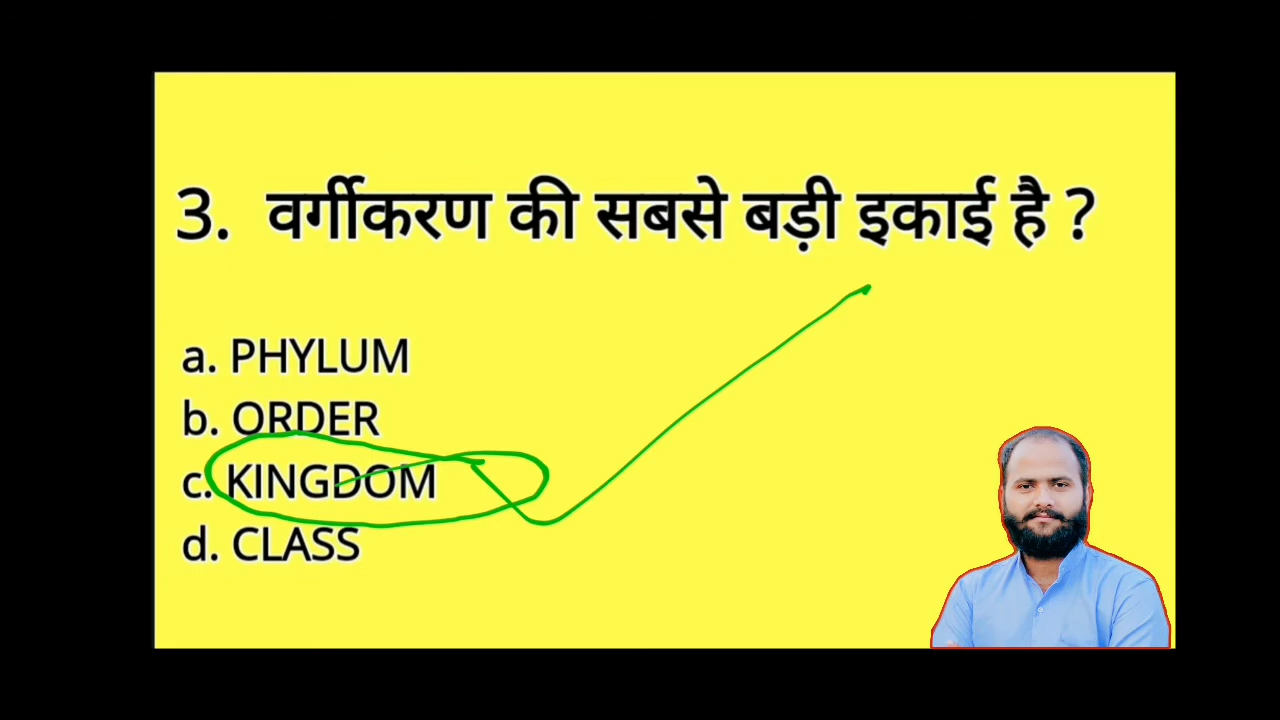 3. वर्गीकरण की सबसे बड़ी इकाई है ?
a. PHYLUM
b. ORDER
c. KINGDOM
d. CLASS